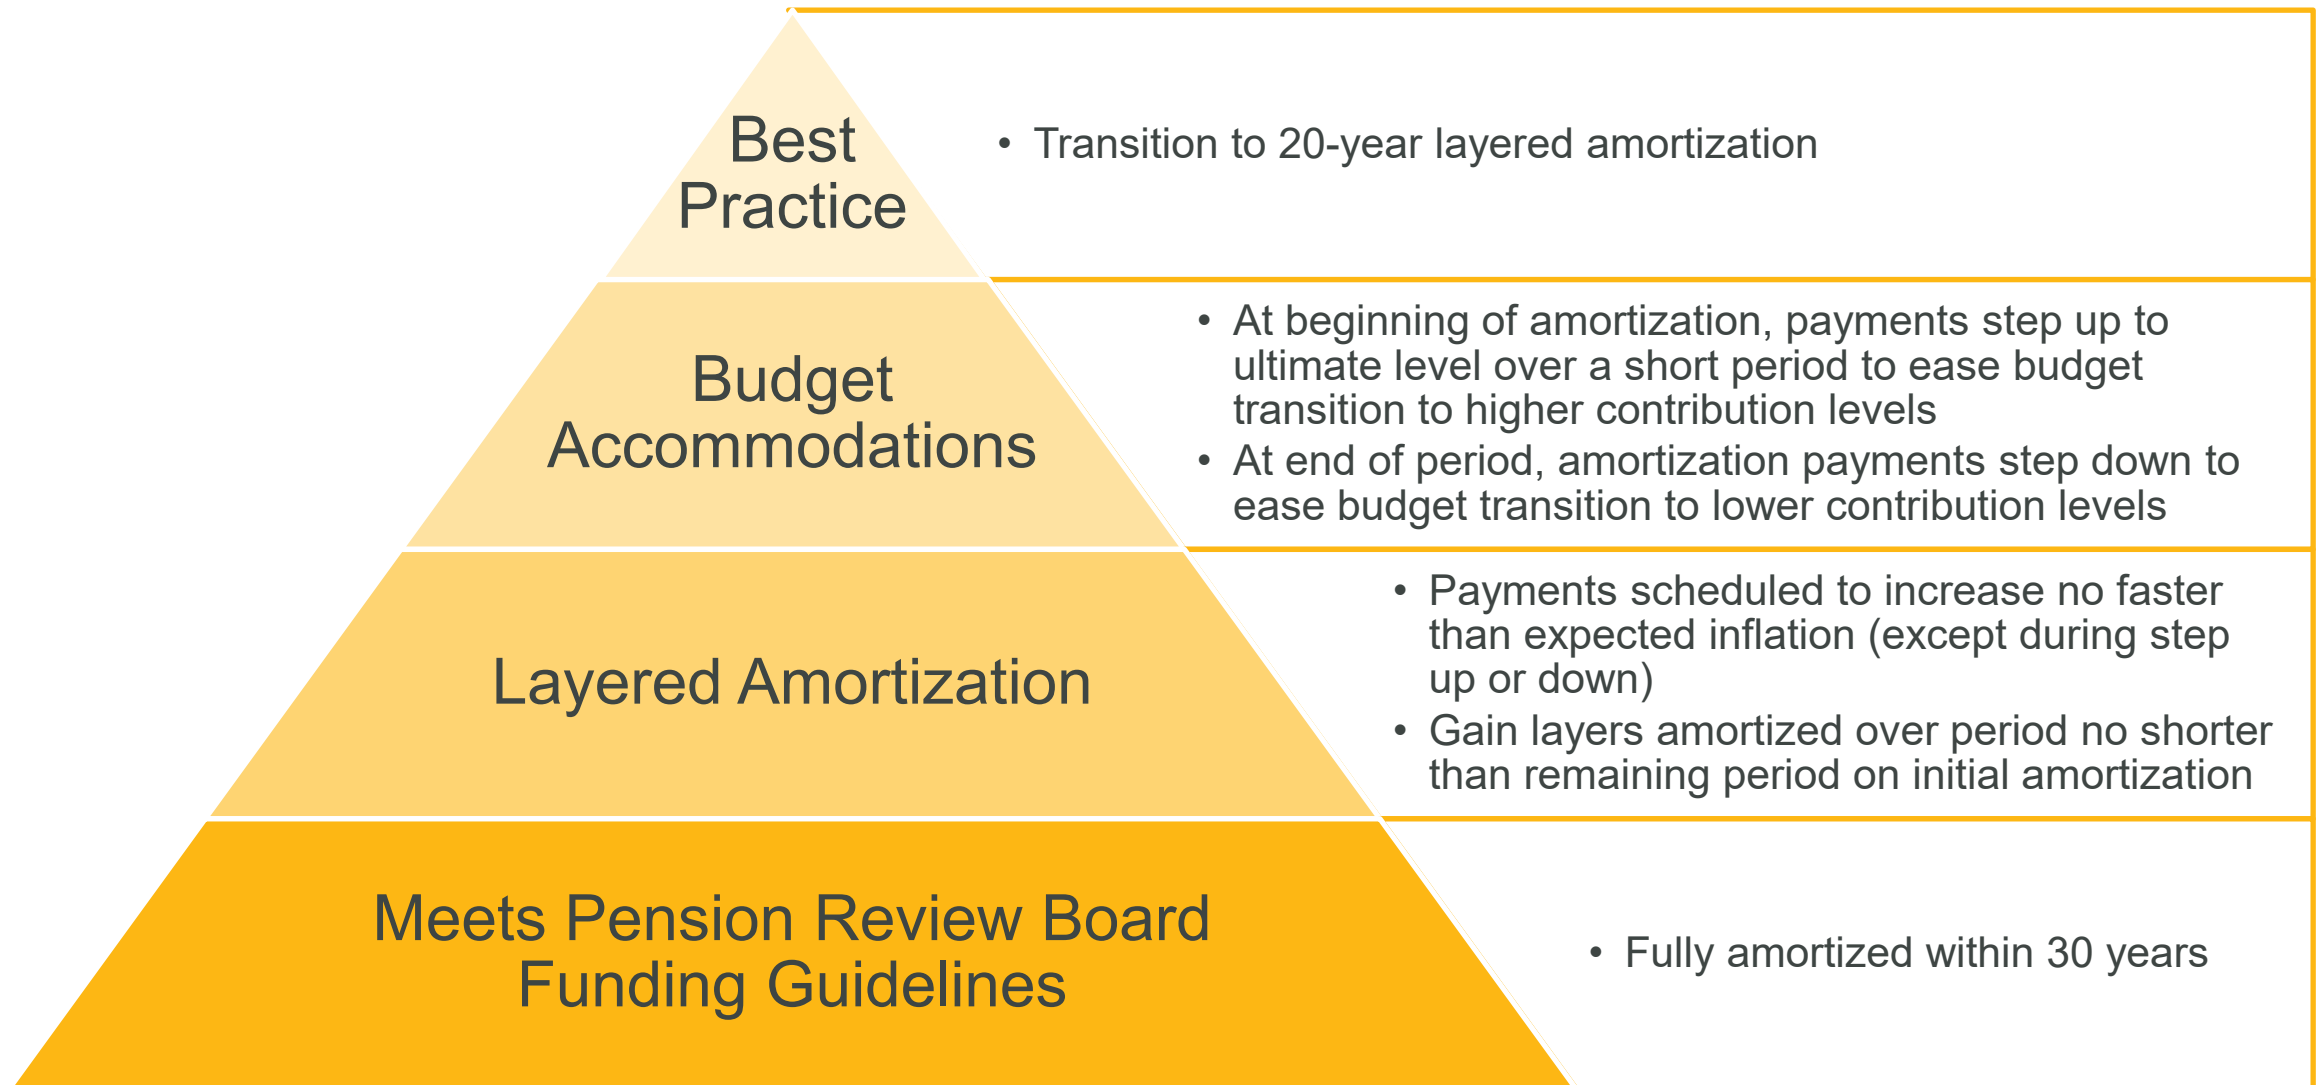 Best
Practice
• Transition to 20-year layered amortization
Budget
Accommodations
• At beginning of amortization, payments step up to
ultimate level over a short period to ease budget
transition to higher contribution levels
• At end of period, amortization payments step down to
ease budget transition to lower contribution levels
Layered Amortization
• Payments scheduled to increase no faster
than expected inflation (except during step
up or down)
• Gain layers amortized over period no shorter
than remaining period on initial amortization
Meets Pension Review Board
Funding Guidelines
• Fully amortized within 30 years